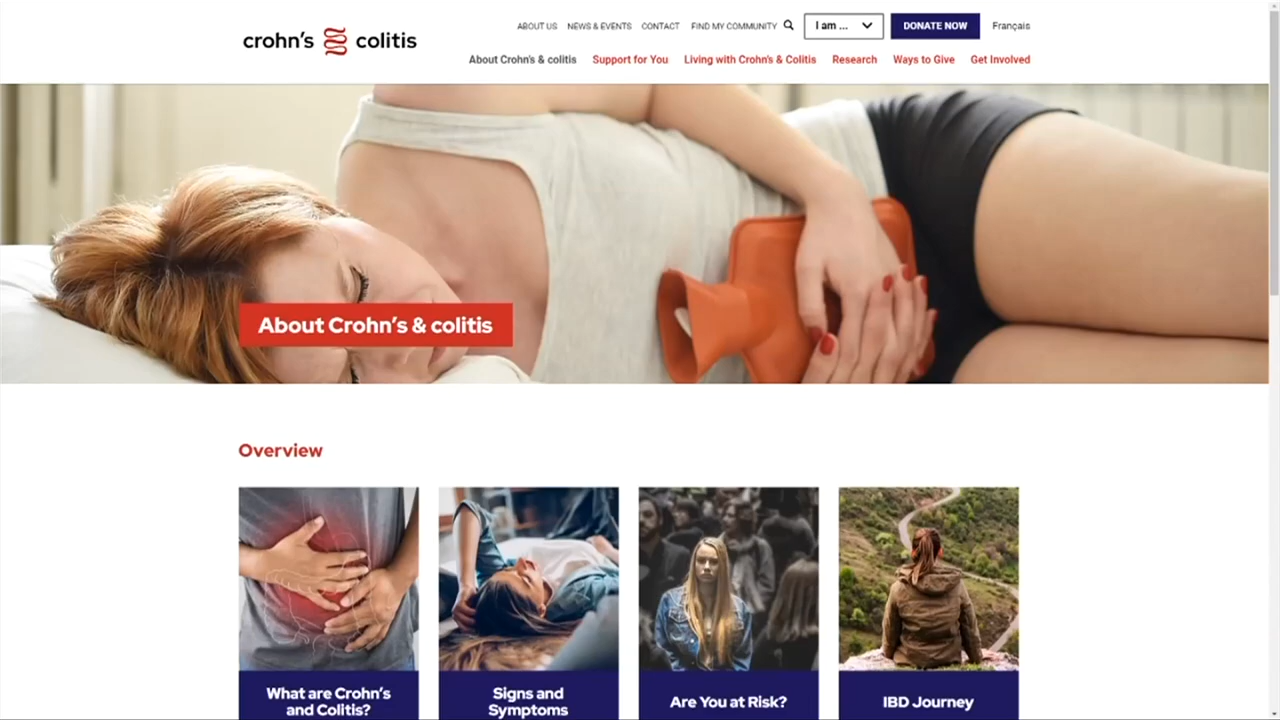 ABOUT US NEWS & EVENTS CONTACT FIND MY COMMUNITY I am ... DONATE NOW Français
crohn's colitis
About Crohn's & colitis Support for You Living with Crohn's & Colitis Research Ways to Give Get Involved
About Crohn's & colitis
Overview
What are Crohn's
and Colitis?
Signs and
Symptoms
Are You at Risk?
IBD Journey